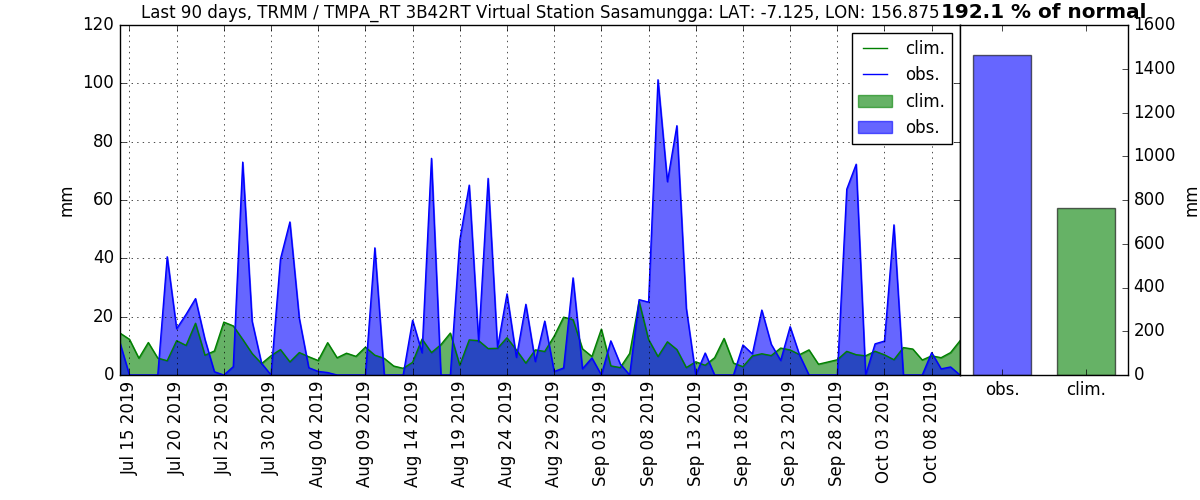 Last 90 days, TRMM / TMPA_RT 3B42RT Virtual Station Sasamungga: LAT: -7.125, LON: 156.875
192.1 % of normal
mm
120
100
80
60
40
20
0
clim.
obs.
clim.
obs.
Jul 15 2019
Jul 20 2019
Jul 25 2019
Jul 30 2019
Aug 04 2019
Aug 09 2019
Aug 14 2019
Aug 19 2019
Aug 24 2019
Aug 29 2019
Sep 03 2019
Sep 08 2019
Sep 13 2019
Sep 18 2019
Sep 23 2019
Sep 28 2019
Oct 03 2019
Oct 08 2019
1600
1400
1200
1000
800
600
400
200
0
mm
obs.
clim.